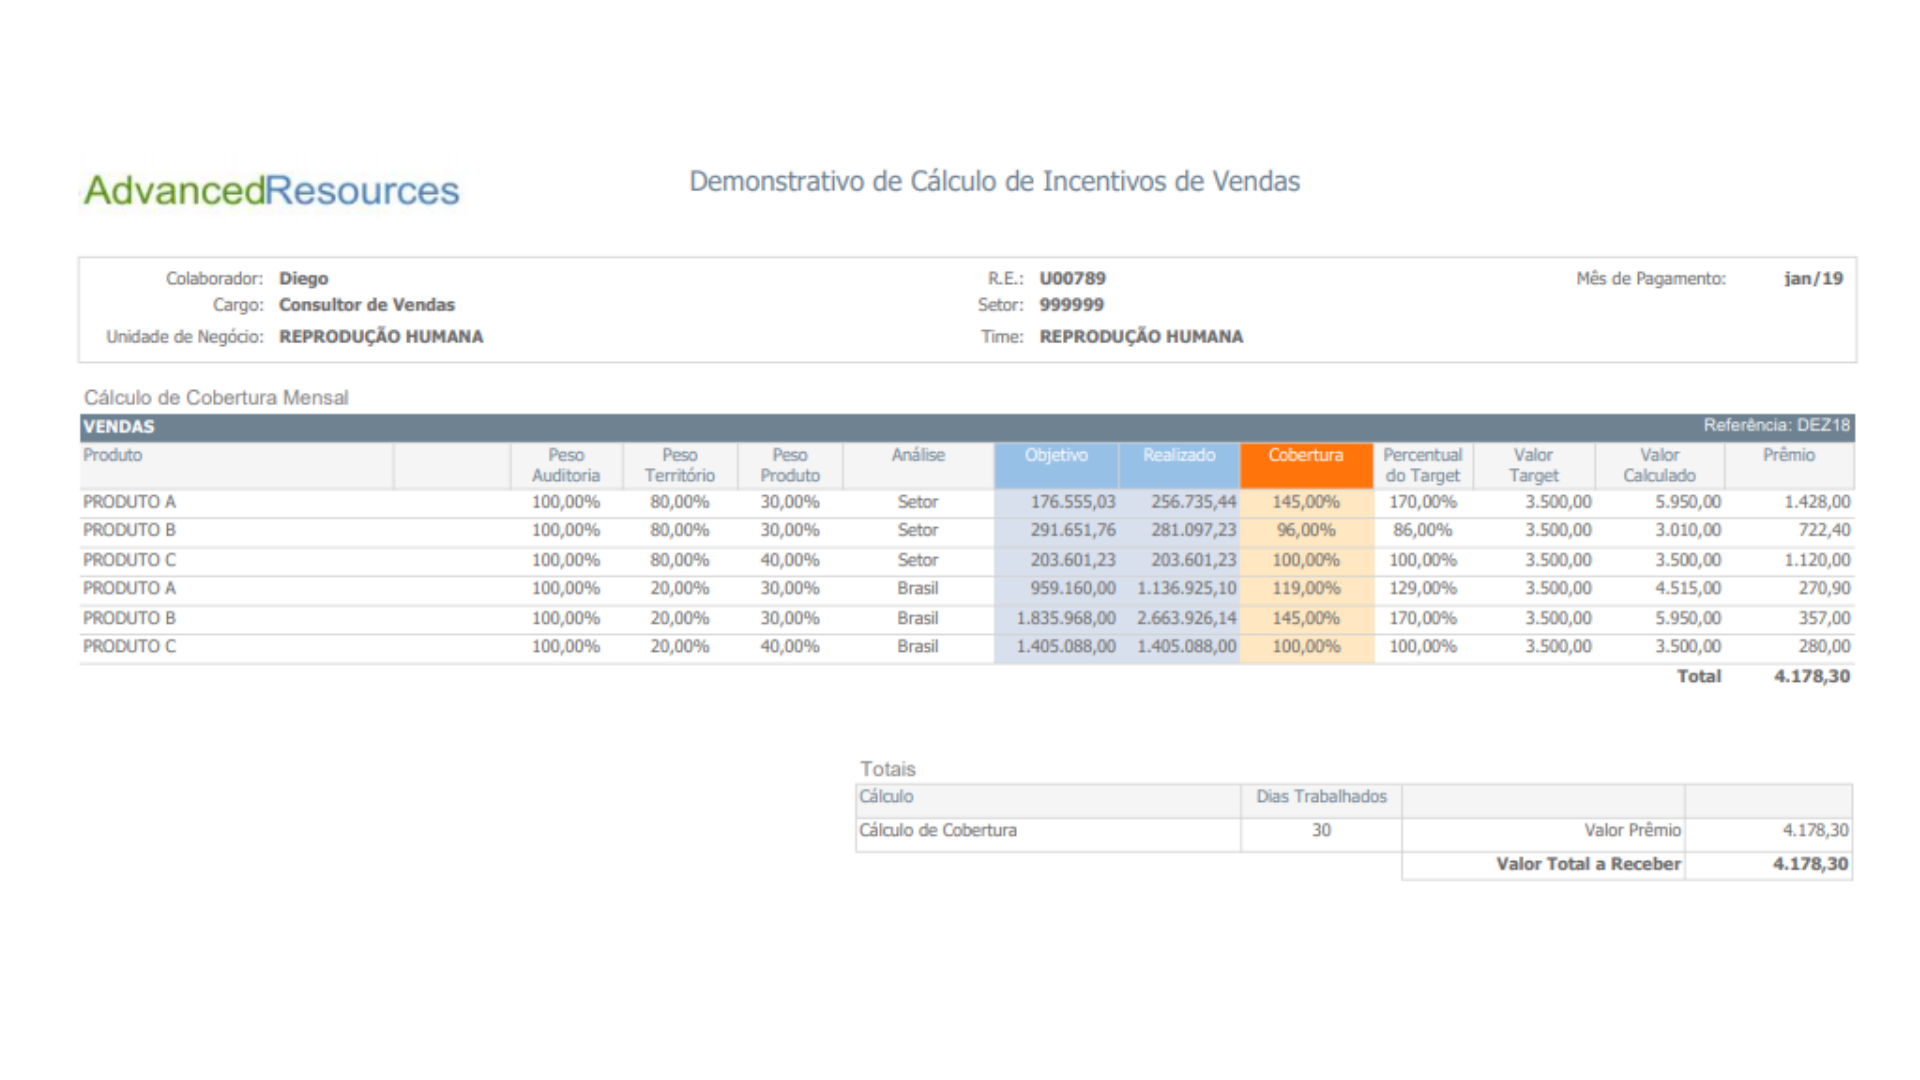 AdvancedResources
Demonstrativo de Cálculo de Incentivos de Vendas
Colaborador: Diego R.E.: U00789 Mês de Pagamento: jan/19
Cargo: Consultor de Vendas Setor: 999999
Unidade de Negócio: REPRODUÇÃO HUMANA Time: REPRODUÇÃO HUMANA
Cálculo de Cobertura Mensal
VENDAS Referência: DEZ18
Produto Peso Peso Peso Análise Objetivo Realizado Cobertura Percentual Valor Valor Prêmio
Auditoria Território Produto do Target Target Calculado
PRODUTO A 100,00% 80,00% 30,00% Setor 176.555,03 256.735,44 145,00% 170,00% 3.500,00 5.950,00 1.428,00
PRODUTO B 100,00% 80,00% 30,00% Setor 291.651,76 281.097,23 96,00% 86,00% 3.500,00 3.010,00 722,40
PRODUTO C 100,00% 80,00% 40,00% Setor 203.601,23 203.601,23 100,00% 100,00% 3.500,00 3.500,00 1.120,00
PRODUTO A 100,00% 20,00% 30,00% Brasil 959.160,00 1.136.925,10 119,00% 129,00% 3.500,00 4.515,00 270,90
PRODUTO B 100,00% 20,00% 30,00% Brasil 1.835.968,00 2.663.926,14 145,00% 170,00% 3.500,00 5.950,00 357,00
PRODUTO C 100,00% 20,00% 40,00% Brasil 1.405.088,00 1.405.088,00 100,00% 100,00% 3.500,00 3.500,00 280,00
Total 4.178,30
Totais
Cálculo Dias Trabalhados
Cálculo de Cobertura 30 Valor Prêmio 4.178,30
Valor Total a Receber 4.178,30